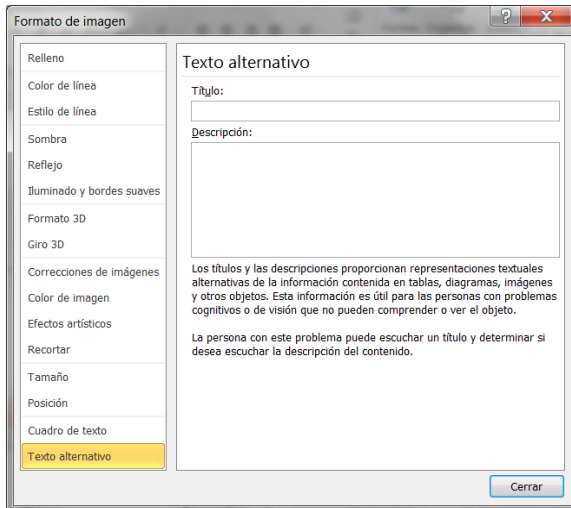 Formato de imagen
Relleno
Color de línea
Estilo de línea
Sombra
Reflejo
Iluminado y bordes suaves
Formato 3D
Giro 3D
Correcciones de imágenes
Color de imagen
Efectos artísticos
Recortar
Tamaño
Posición
Cuadro de texto
Texto alternativo
Texto alternativo
Título:
Descripción:
Los títulos y las descripciones proporcionan representaciones textuales
alternativas de la información contenida en tablas, diagramas, imágenes
y otros objetos. Esta información es útil para las personas con problemas
cognitivos o de visión que no pueden comprender o ver el objeto.
La persona con este problema puede escuchar un título y determinar si
desea escuchar la descripción del contenido.
Cerrar